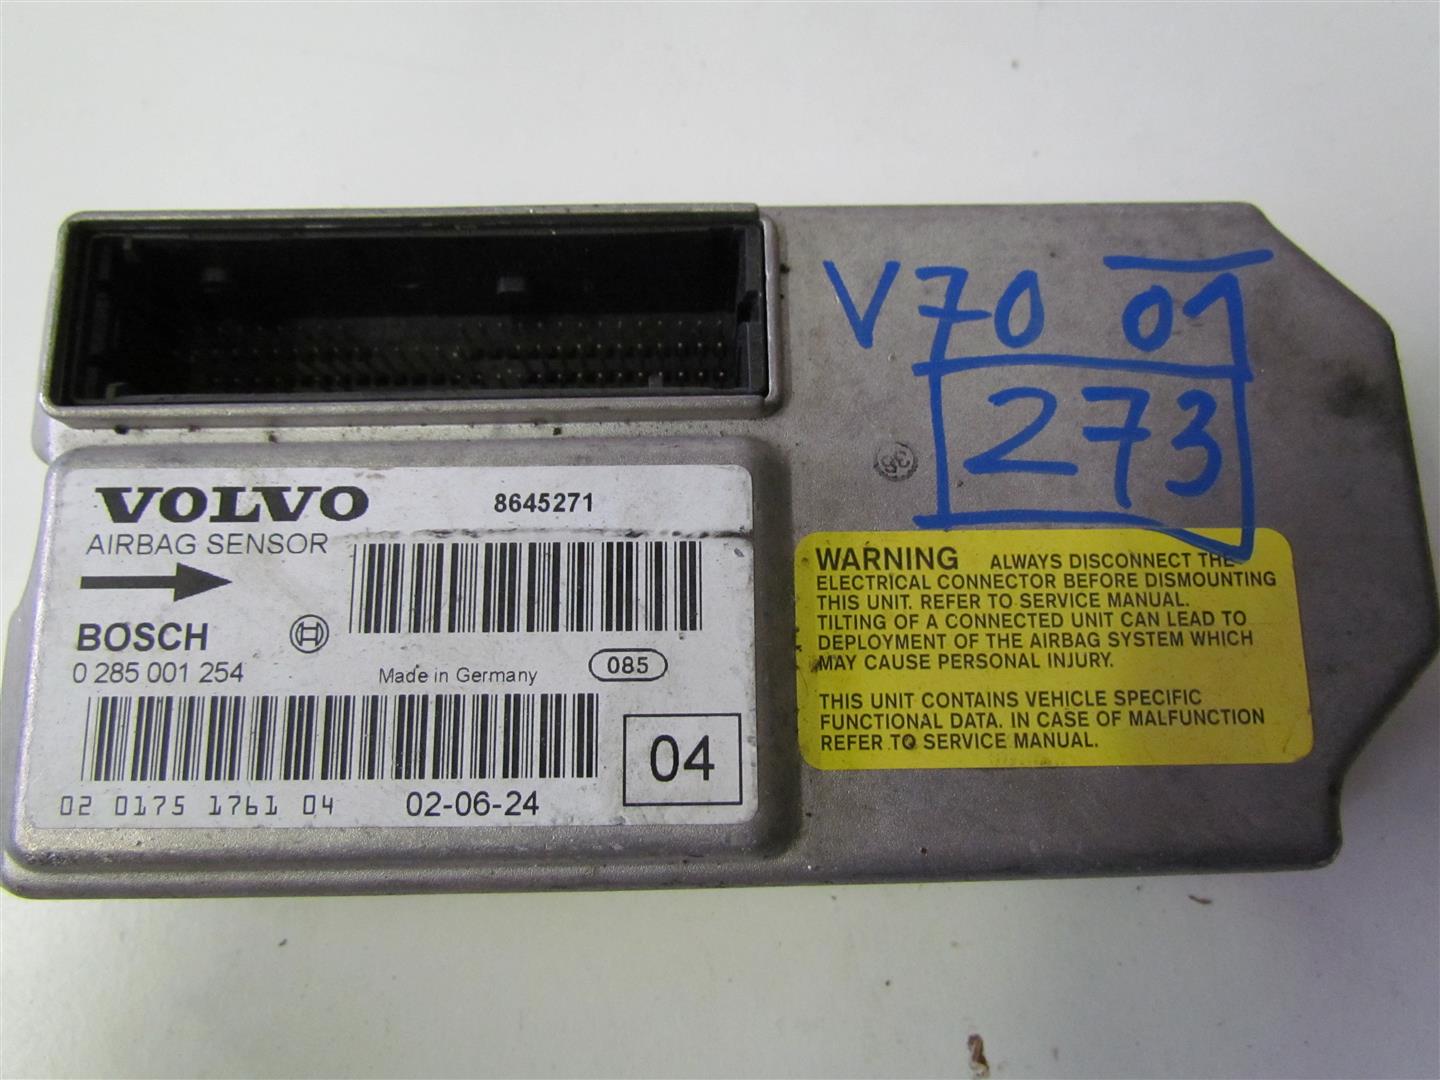 V70 01
273
VOLVO 8645271
AIRBAG SENSOR
BOSCH
0 285 001 254
Made in Germany 085
04
02 0175 1761 04 02-06-24
WARNING ALWAYS DISCONNECT THE
ELECTRICAL CONNECTOR BEFORE DISMOUNTING
THIS UNIT. REFER TO SERVICE MANUAL.
TILTING OF A CONNECTED UNIT CAN LEAD TO
DEPLOYMENT OF THE AIRBAG SYSTEM WHICH
MAY CAUSE PERSONAL INJURY.
THIS UNIT CONTAINS VEHICLE SPECIFIC
FUNCTIONAL DATA. IN CASE OF MALFUNCTION
REFER TO SERVICE MANUAL.